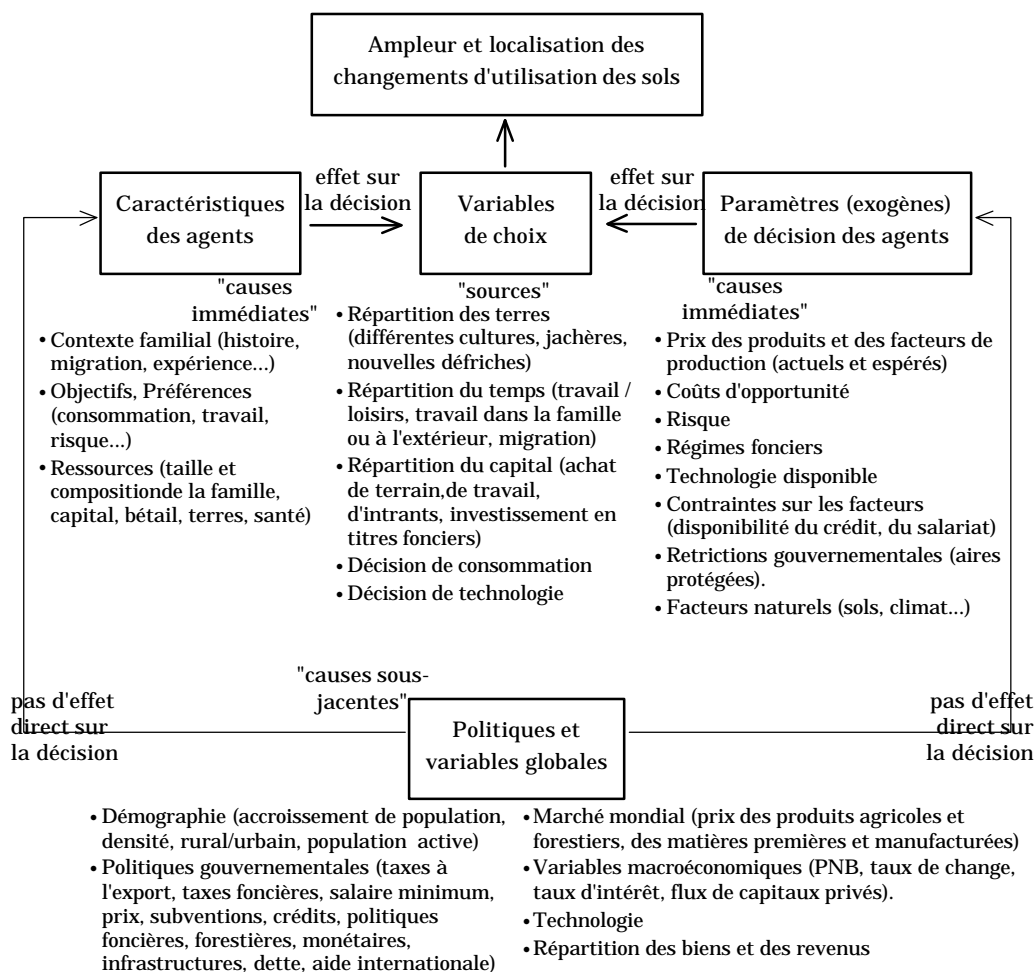 Ampleur et localisation des
changements d'utilisation des sols
effet sur
la décision
effet sur
la décision
Caractéristiques
des agents
Variables
de choix
Paramètres (exogènes)
de décision des agents
"causes
immédiates"
• Contexte familial (histoire,
migration, expérience...)
• Objectifs, Préférences
(consommation, travail,
risque...)
• Ressources (taille et
compositionde la famille,
capital, bétail, terres, santé)
"sources"
• Répartition des terres
(différentes cultures, jachères,
nouvelles défriches)
• Répartition du temps (travail /
loisirs, travail dans la famille
ou à l'extérieur, migration)
• Répartition du capital (achat
de terrain,de travail,
d'intrants, investissement en
titres fonciers)
• Décision de consommation
• Décision de technologie
"causes
immédiates"
• Prix des produits et des facteurs de
production (actuels et espérés)
• Coûts d'opportunité
• Risque
• Régimes fonciers
• Technologie disponible
• Contraintes sur les facteurs
(disponibilité du crédit, du salariat)
• Retrictions gouvernementales (aires
protégées).
• Facteurs naturels (sols, climat...)
"causes sous-
jacentes"
pas d'effet
direct sur
la décision
Politiques et
variables globales
pas d'effet
direct sur
la décision
• Démographie (accroissement de population,
densité, rural/urbain, population active)
• Politiques gouvernementales (taxes à
l'export, taxes foncières, salaire minimum,
prix, subventions, crédits, politiques
foncières, forestières, monétaires,
infrastructures, dette, aide internationale)
• Marché mondial (prix des produits agricoles et
forestiers, des matières premières et manufacturées)
• Variables macroéconomiques (PNB, taux de change,
taux d'intérêt, flux de capitaux privés).
• Technologie
• Répartition des biens et des revenus